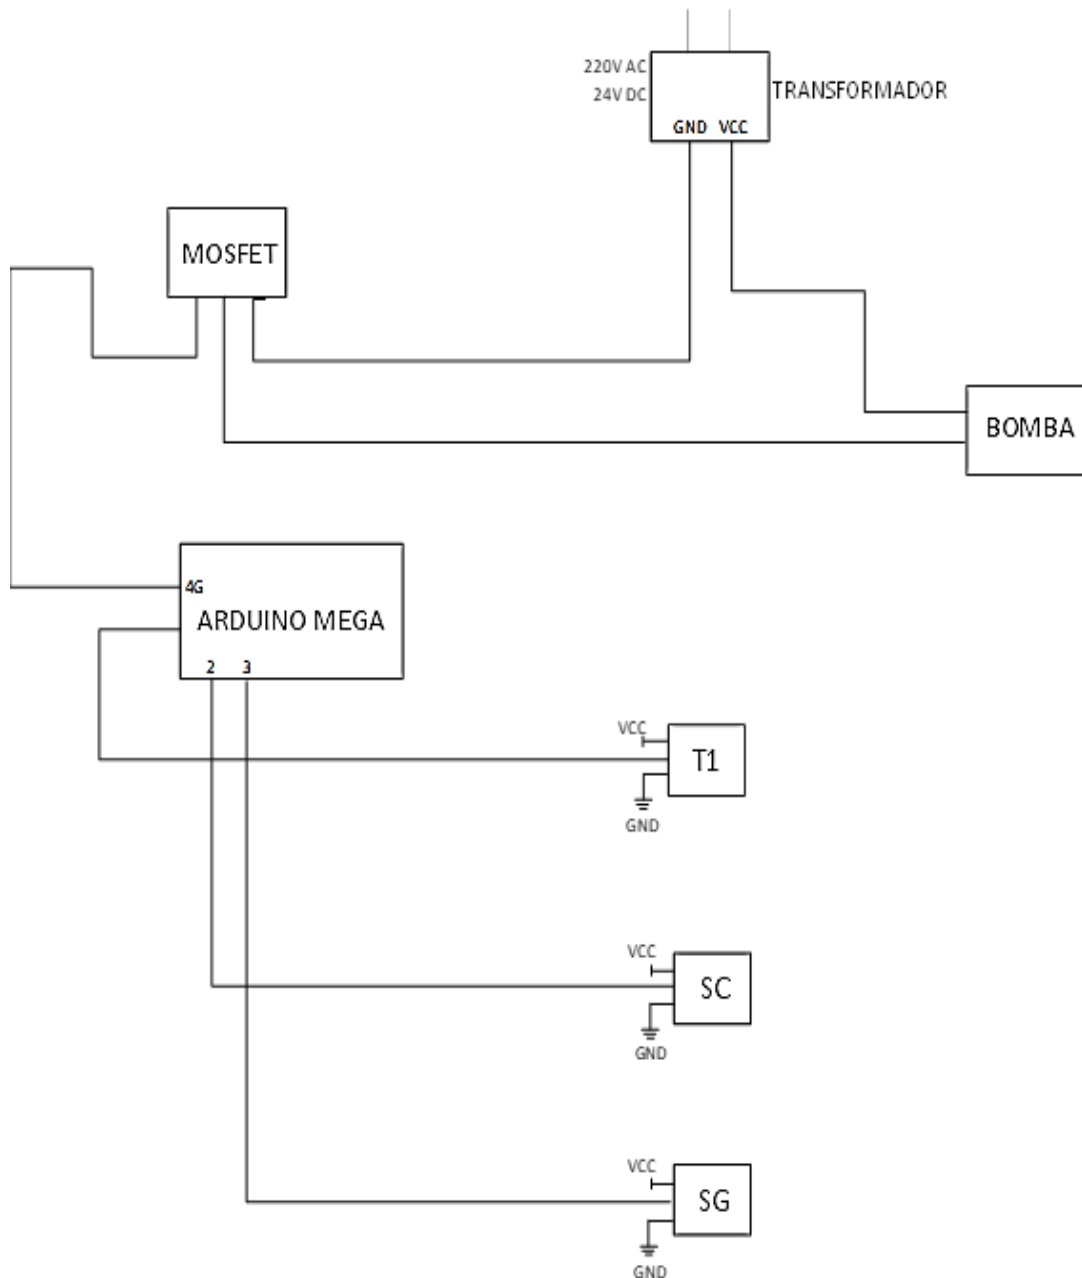 220V AC
24V DC
TRANSFORMADOR
GND VCC
MOSFET
BOMBA
4G
ARDUINO MEGA
2 3
VCC
T1
GND
VCC
SC
GND
VCC
SG
GND